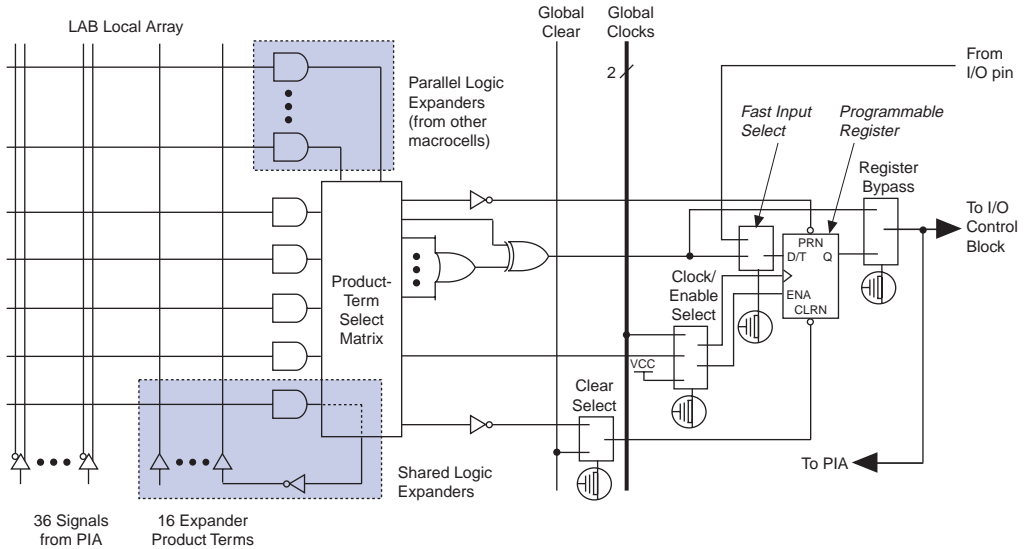 LAB Local Array
Global
Clear
Global
Clocks
2
Parallel Logic
Expanders
(from other
macrocells)
From
I/O pin
Fast Input
Select
Programmable
Register
Register
Bypass
To I/O
Control
Block
PRN
D/T
Q
ENA
CLRN
Clock/
Enable
Select
Product-
Term
Select
Matrix
VCC
Clear
Select
To PIA
Shared Logic
Expanders
36 Signals
from PIA
16 Expander
Product Terms